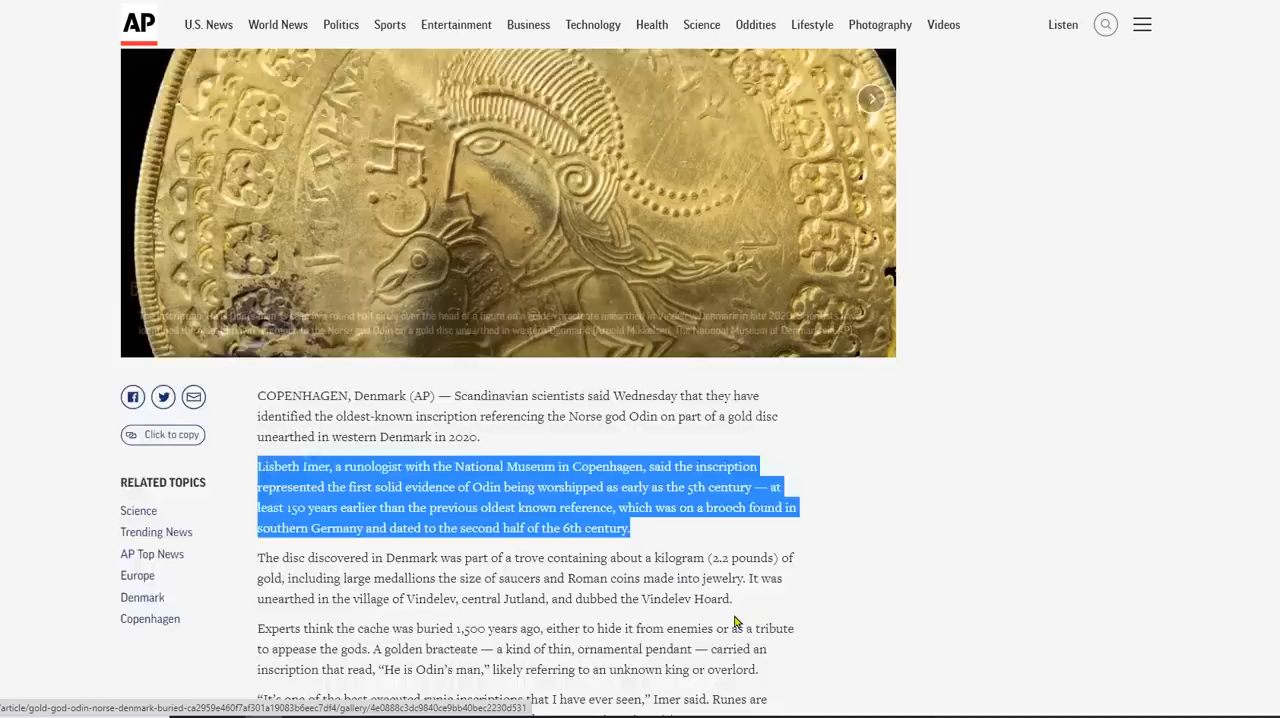 AP
U.S. News World News Politics Sports Entertainment Business Technology Health Science Oddities Lifestyle Photography Videos Listen
COPENHAGEN, Denmark (AP) — Scandinavian scientists said Wednesday that they have
identified the oldest-known inscription referencing the Norse god Odin on part of a gold disc
unearthed in western Denmark in 2020.
Click to copy
Lisbeth Imer, a runologist with the National Museum in Copenhagen, said the inscription
represented the first solid evidence of Odin being worshipped as early as the 5th century — at
least 150 years earlier than the previous oldest known reference, which was on a brooch found in
southern Germany and dated to the second half of the 6th century.
RELATED TOPICS
Science
Trending News
AP Top News
Europe
Denmark
Copenhagen
The disc discovered in Denmark was part of a trove containing about a kilogram (2.2 pounds) of
gold, including large medallions the size of saucers and Roman coins made into jewelry. It was
unearthed in the village of Vindelev, central Jutland, and dubbed the Vindelev Hoard.
Experts think the cache was buried 1,500 years ago, either to hide it from enemies or as a tribute
to appease the gods. A golden bracteate — a kind of thin, ornamental pendant — carried an
inscription that read, “He is Odin’s man,” likely referring to an unknown king or overlord.
“It’s one of the best executed runic inscriptions that I have ever seen,” Imer said. Runes are
/article/gold-god-odin-norse-denmark-buried-ca2959e460f7af301a19083b6eec7df4/gallery/4e0888c3dc9840ce9bb40bec2230d531